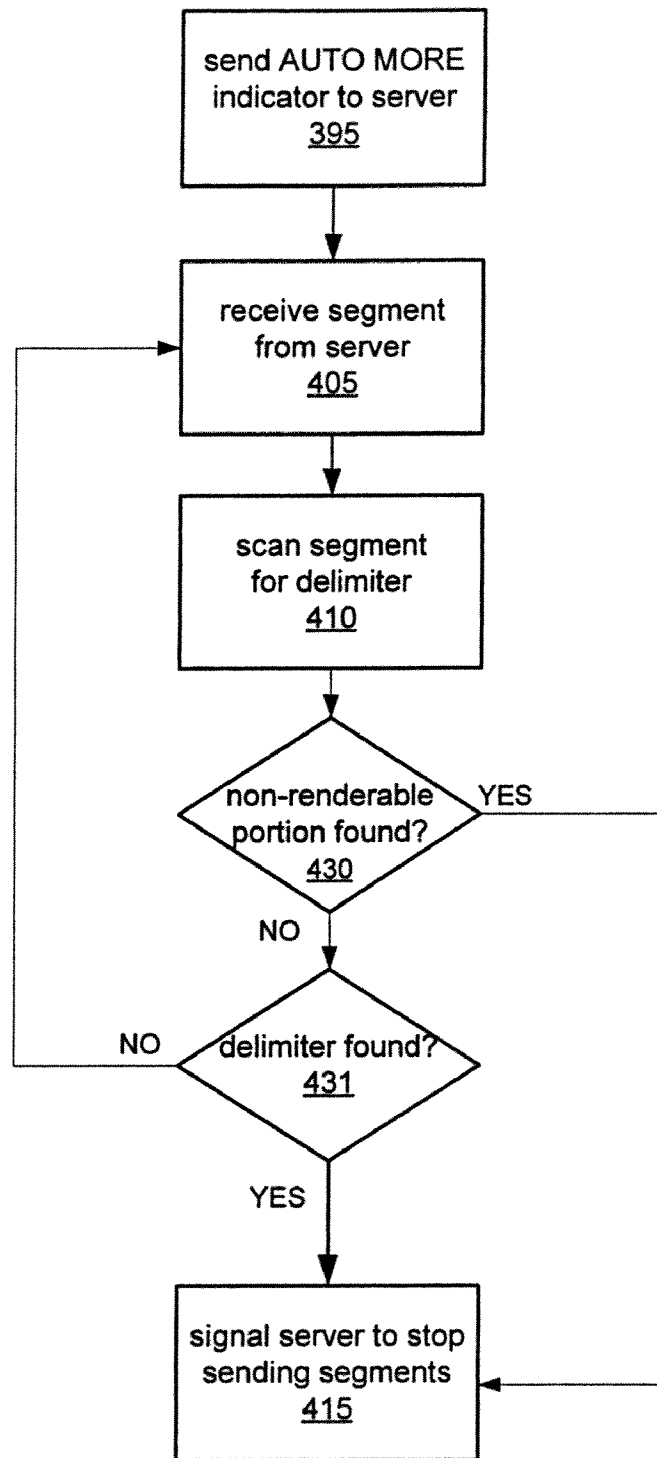 send AUTO MORE
indicator to server
395
receive segment
from server
405
scan segment
for delimiter
410
non-renderable
portion found?
430
YES
NO
delimiter found?
431
NO
YES
signal server to stop
sending segments
415